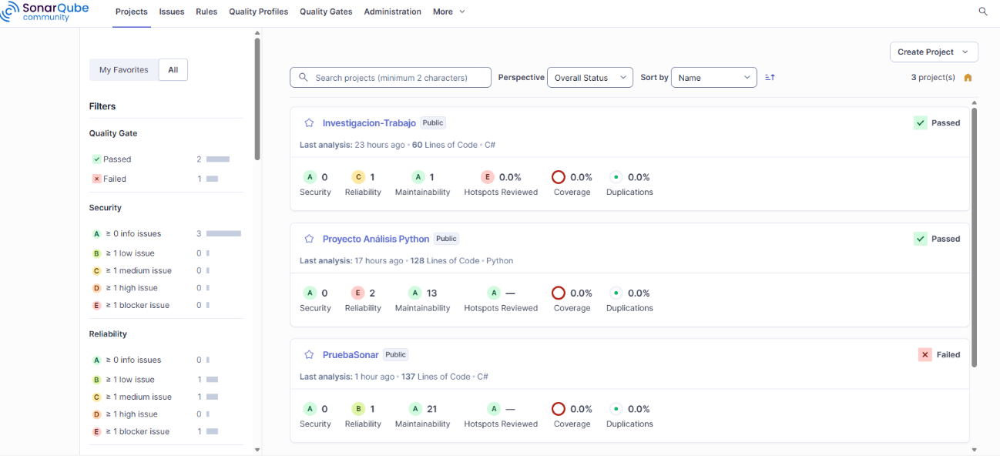 SonarQube
community
Projects Issues Rules Quality Profiles Quality Gates Administration More
My Favorites All
Filters
Quality Gate
Passed 2
Failed 1
Security
A ≥ 0 info issues 3
B ≥ 1 low issue 0
C ≥ 1 medium issue 0
D ≥ 1 high issue 0
E ≥ 1 blocker issue 0
Reliability
A ≥ 0 info issues 0
B ≥ 1 low issue 1
C ≥ 1 medium issue 1
D ≥ 1 high issue 0
E ≥ 1 blocker issue 1
Create Project
Search projects (minimum 2 characters) Perspective Overall Status Sort by Name 3 project(s)
Investigacion-Trabajo Public Passed
Last analysis: 23 hours ago • 60 Lines of Code • C#
A 0 C 1 A 1 E 0.0% 0.0% 0.0%
Security Reliability Maintainability Hotspots Reviewed Coverage Duplications
Proyecto Análisis Python Public Passed
Last analysis: 17 hours ago • 128 Lines of Code • Python
A 0 E 2 A 13 A — 0.0% 0.0%
Security Reliability Maintainability Hotspots Reviewed Coverage Duplications
PruebaSonar Public Failed
Last analysis: 1 hour ago • 137 Lines of Code • C#
A 0 B 1 A 21 A — 0.0% 0.0%
Security Reliability Maintainability Hotspots Reviewed Coverage Duplications